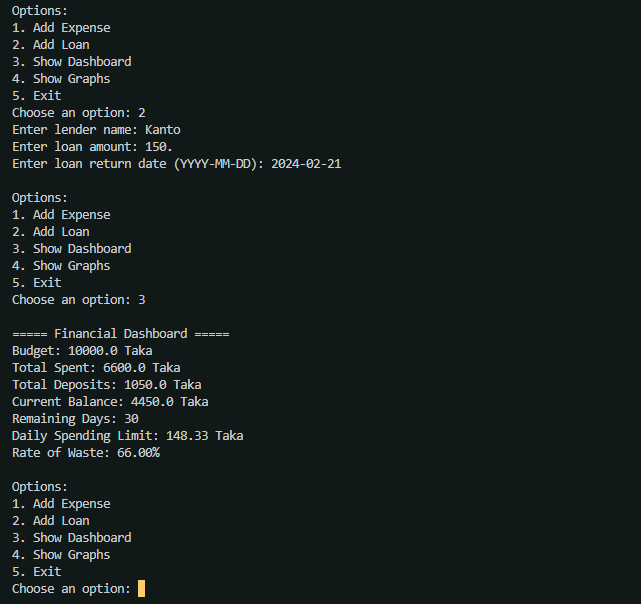 Options:
1. Add Expense
2. Add Loan
3. Show Dashboard
4. Show Graphs
5. Exit
Choose an option: 2
Enter lender name: Kanto
Enter loan amount: 150.
Enter loan return date (YYYY-MM-DD): 2024-02-21
Options:
1. Add Expense
2. Add Loan
3. Show Dashboard
4. Show Graphs
5. Exit
Choose an option: 3
===== Financial Dashboard =====
Budget: 10000.0 Taka
Total Spent: 6600.0 Taka
Total Deposits: 1050.0 Taka
Current Balance: 4450.0 Taka
Remaining Days: 30
Daily Spending Limit: 148.33 Taka
Rate of Waste: 66.00%
Options:
1. Add Expense
2. Add Loan
3. Show Dashboard
4. Show Graphs
5. Exit
Choose an option: